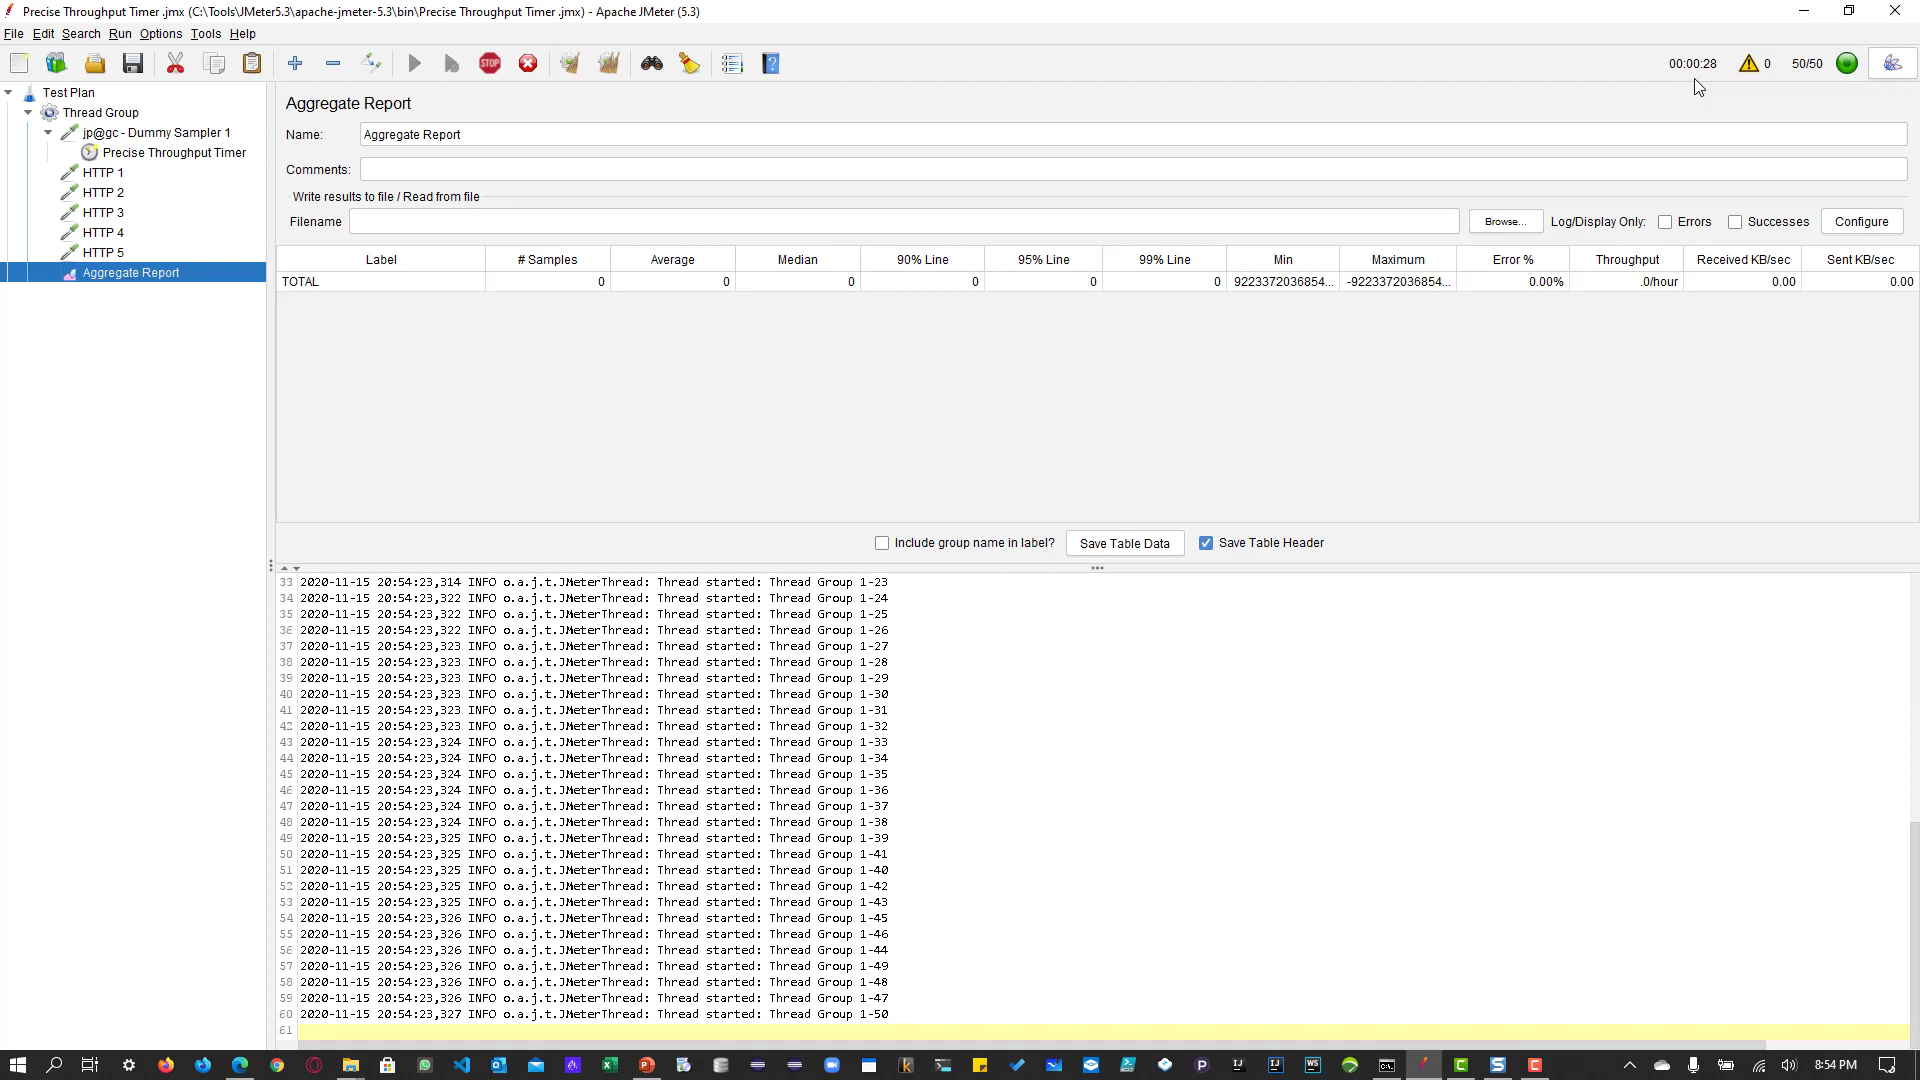 Precise Throughput Timer .jmx (C:\Tools\JMeter5.3\apache-jmeter-5.3\bin\Precise Throughput Timer .jmx) - Apache JMeter (5.3)
File Edit Search Run Options Tools Help
STOP 00:00:28 0 50/50
Test Plan
Thread Group
jp@gc - Dummy Sampler 1
Precise Throughput Timer
HTTP 1
HTTP 2
HTTP 3
HTTP 4
HTTP 5
Aggregate Report
Aggregate Report
Name: Aggregate Report
Comments:
Write results to file / Read from file
Filename Browse... Log/Display Only: Errors Successes Configure
Label # Samples Average Median 90% Line 95% Line 99% Line Min Maximum Error % Throughput Received KB/sec Sent KB/sec
TOTAL 0 0 0 0 0 0 9223372036854... -9223372036854... 0.00% .0/hour 0.00 0.00
Include group name in label? Save Table Data Save Table Header
33 2020-11-15 20:54:23,314 INFO o.a.j.t.JMeterThread: Thread started: Thread Group 1-23
34 2020-11-15 20:54:23,322 INFO o.a.j.t.JMeterThread: Thread started: Thread Group 1-24
35 2020-11-15 20:54:23,322 INFO o.a.j.t.JMeterThread: Thread started: Thread Group 1-25
36 2020-11-15 20:54:23,322 INFO o.a.j.t.JMeterThread: Thread started: Thread Group 1-26
37 2020-11-15 20:54:23,323 INFO o.a.j.t.JMeterThread: Thread started: Thread Group 1-27
38 2020-11-15 20:54:23,323 INFO o.a.j.t.JMeterThread: Thread started: Thread Group 1-28
39 2020-11-15 20:54:23,323 INFO o.a.j.t.JMeterThread: Thread started: Thread Group 1-29
40 2020-11-15 20:54:23,323 INFO o.a.j.t.JMeterThread: Thread started: Thread Group 1-30
41 2020-11-15 20:54:23,323 INFO o.a.j.t.JMeterThread: Thread started: Thread Group 1-31
42 2020-11-15 20:54:23,323 INFO o.a.j.t.JMeterThread: Thread started: Thread Group 1-32
43 2020-11-15 20:54:23,324 INFO o.a.j.t.JMeterThread: Thread started: Thread Group 1-33
44 2020-11-15 20:54:23,324 INFO o.a.j.t.JMeterThread: Thread started: Thread Group 1-34
45 2020-11-15 20:54:23,324 INFO o.a.j.t.JMeterThread: Thread started: Thread Group 1-35
46 2020-11-15 20:54:23,324 INFO o.a.j.t.JMeterThread: Thread started: Thread Group 1-36
47 2020-11-15 20:54:23,324 INFO o.a.j.t.JMeterThread: Thread started: Thread Group 1-37
48 2020-11-15 20:54:23,324 INFO o.a.j.t.JMeterThread: Thread started: Thread Group 1-38
49 2020-11-15 20:54:23,325 INFO o.a.j.t.JMeterThread: Thread started: Thread Group 1-39
50 2020-11-15 20:54:23,325 INFO o.a.j.t.JMeterThread: Thread started: Thread Group 1-41
51 2020-11-15 20:54:23,325 INFO o.a.j.t.JMeterThread: Thread started: Thread Group 1-40
52 2020-11-15 20:54:23,325 INFO o.a.j.t.JMeterThread: Thread started: Thread Group 1-42
53 2020-11-15 20:54:23,325 INFO o.a.j.t.JMeterThread: Thread started: Thread Group 1-43
54 2020-11-15 20:54:23,326 INFO o.a.j.t.JMeterThread: Thread started: Thread Group 1-45
55 2020-11-15 20:54:23,326 INFO o.a.j.t.JMeterThread: Thread started: Thread Group 1-46
56 2020-11-15 20:54:23,326 INFO o.a.j.t.JMeterThread: Thread started: Thread Group 1-44
57 2020-11-15 20:54:23,326 INFO o.a.j.t.JMeterThread: Thread started: Thread Group 1-49
58 2020-11-15 20:54:23,326 INFO o.a.j.t.JMeterThread: Thread started: Thread Group 1-48
59 2020-11-15 20:54:23,326 INFO o.a.j.t.JMeterThread: Thread started: Thread Group 1-47
60 2020-11-15 20:54:23,327 INFO o.a.j.t.JMeterThread: Thread started: Thread Group 1-50
61
8:54 PM